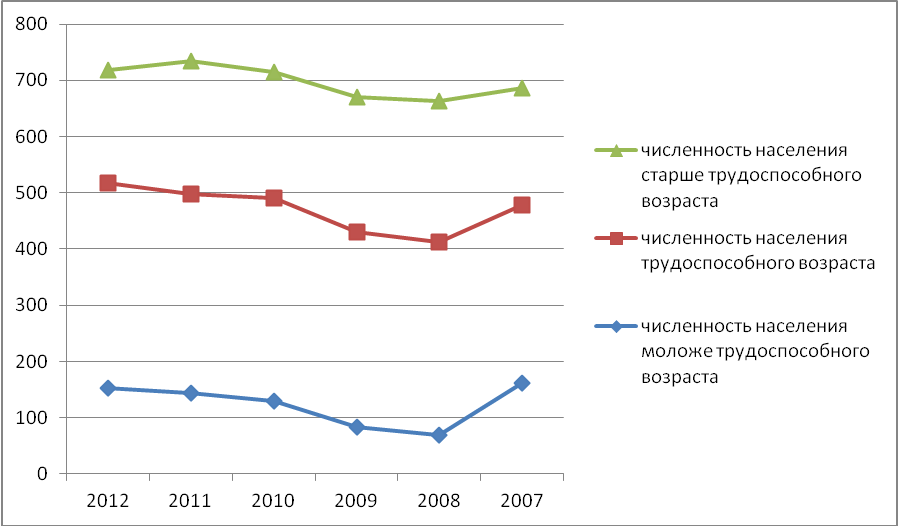 800
700
600
500
400
300
200
100
0
2012 2011 2010 2009 2008 2007
численность населения
старше трудоспособного
возраста
численность населения
трудоспособного возраста
численность населения
моложе трудоспособного
возраста